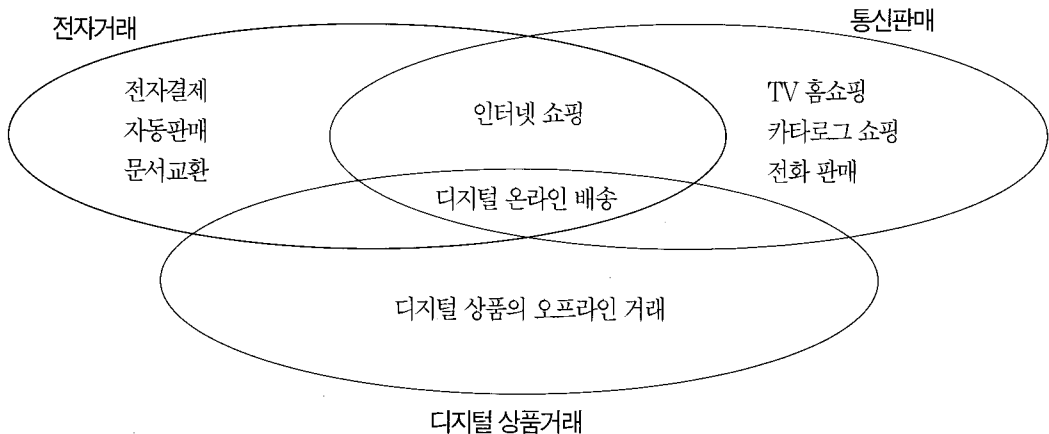 전자거래
통신판매
전자결제
자동판매
문서교환
인터넷 쇼핑
TV 홈쇼핑
카타로그 쇼핑
전화 판매
디지털 온라인 배송
디지털 상품의 오프라인 거래
디지털 상품거래